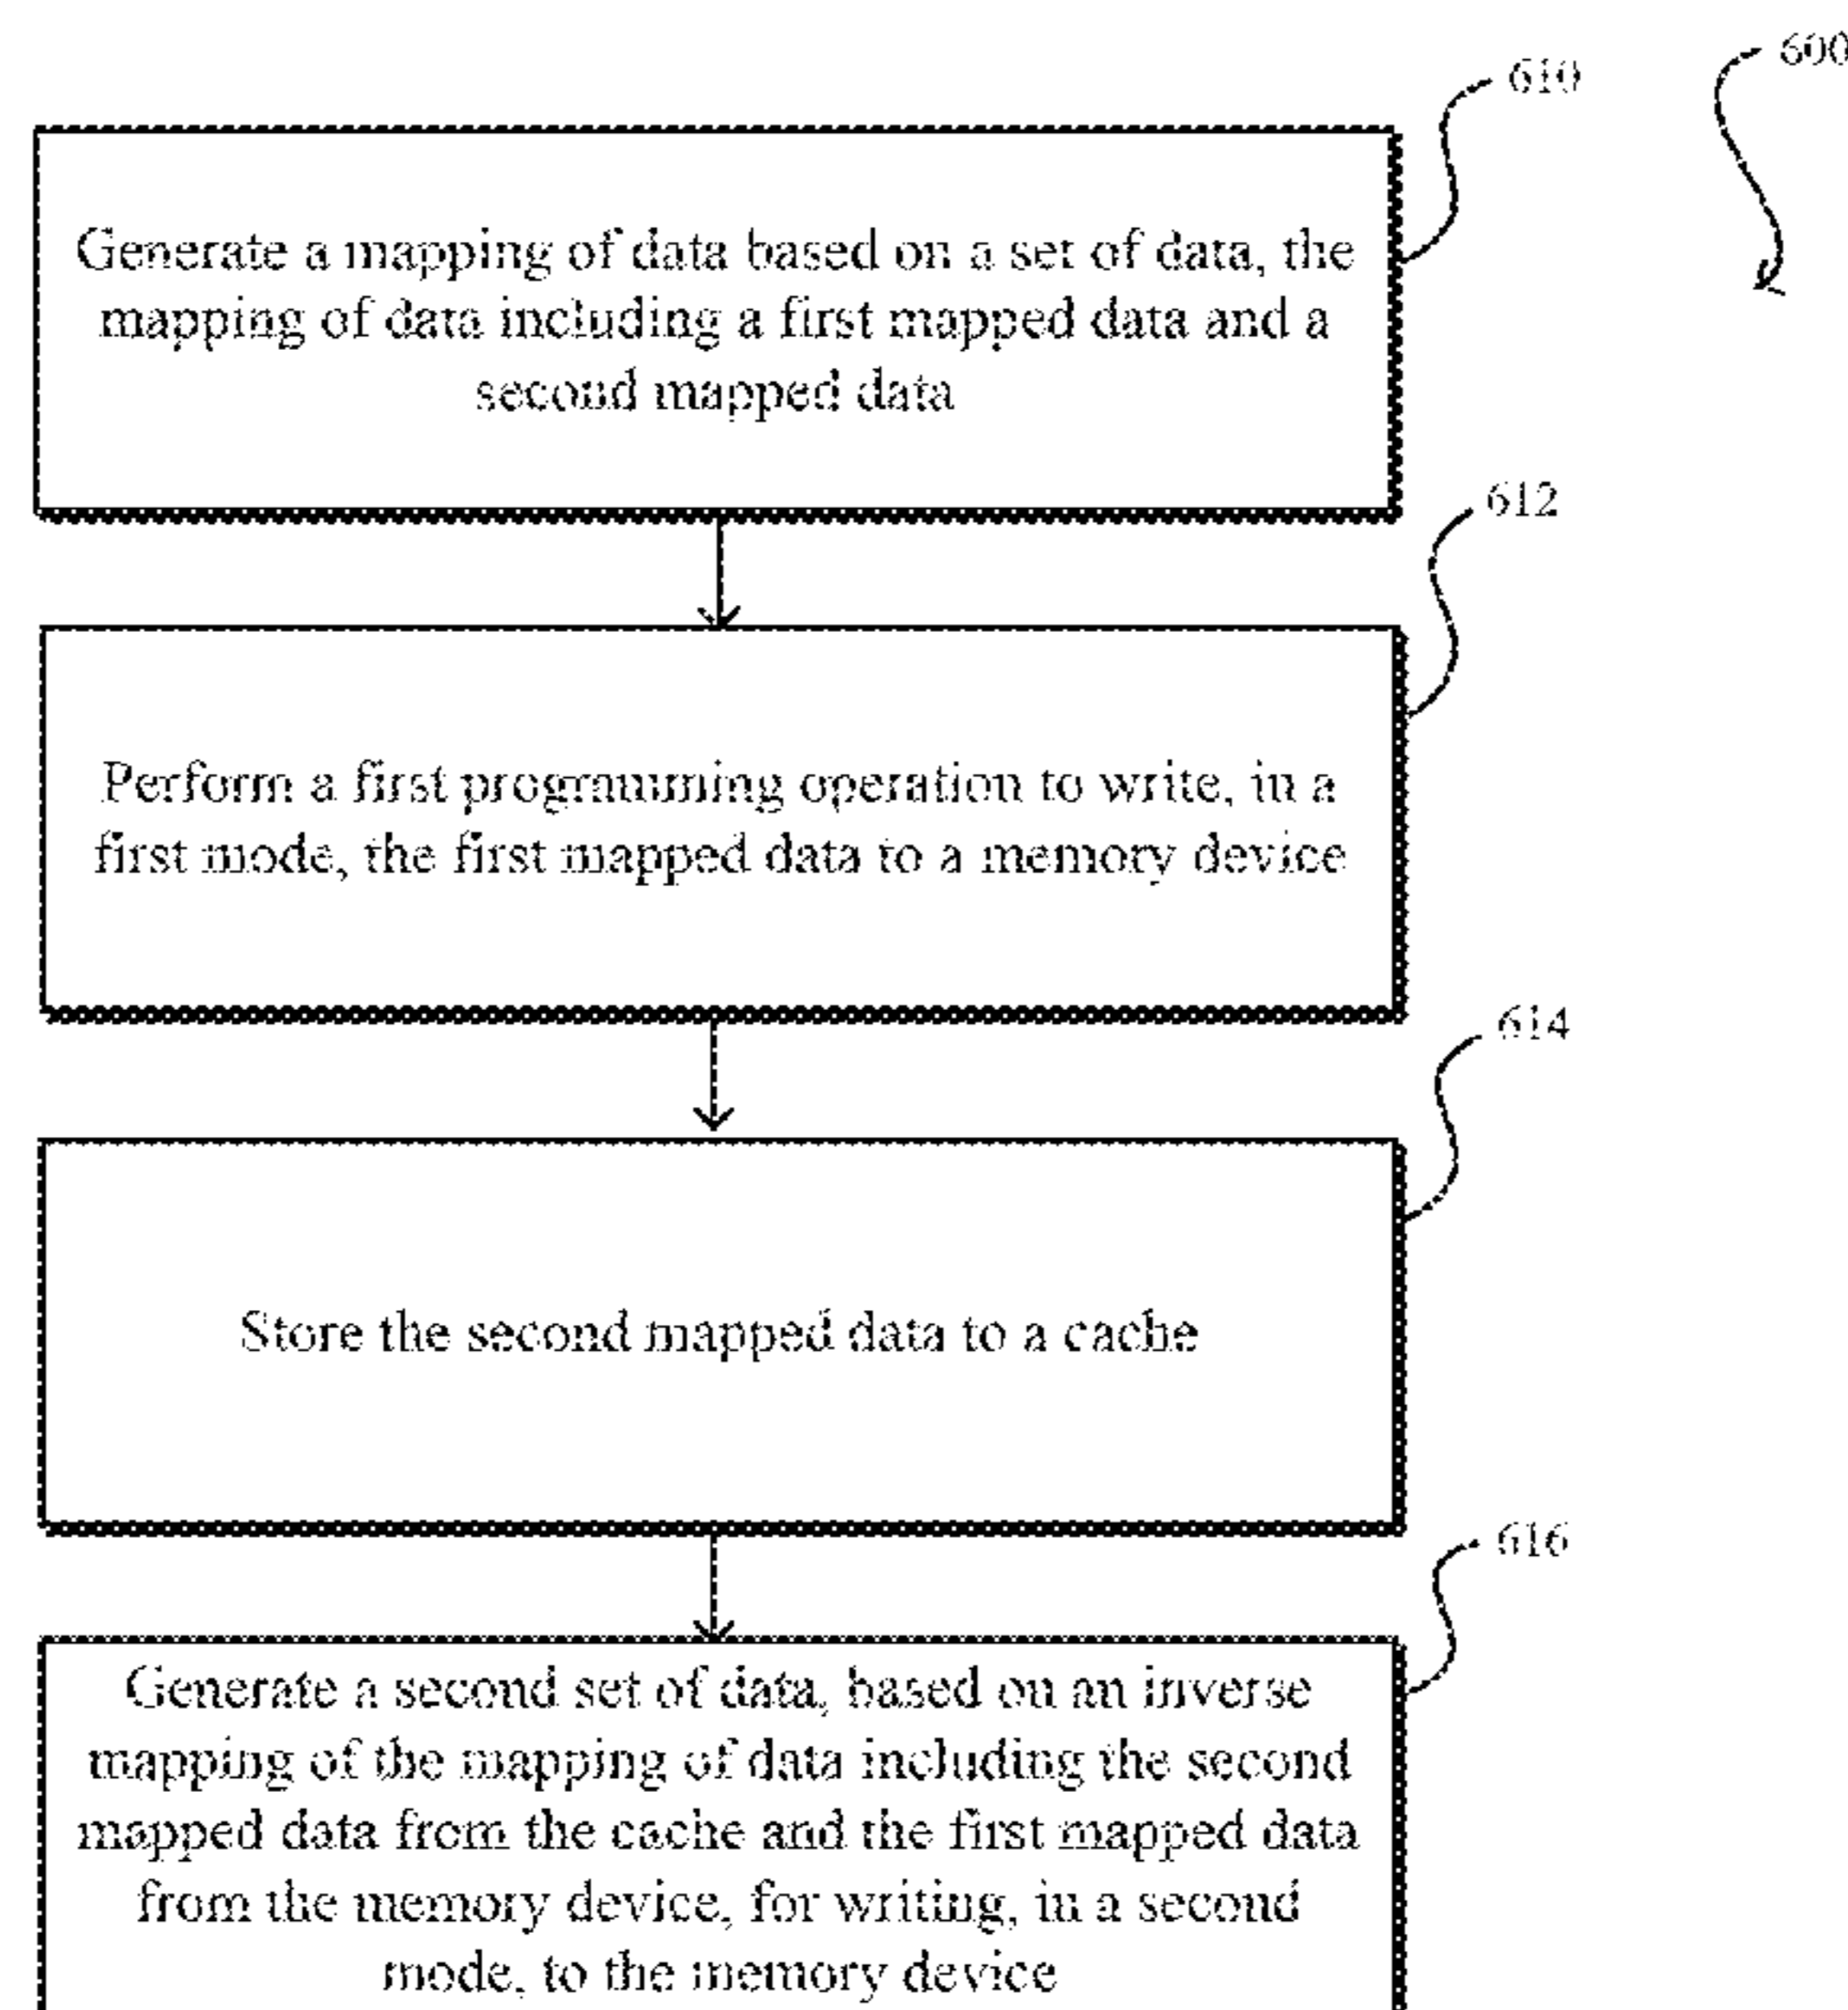 600
610
Generate a mapping of data based on a set of data, the
mapping of data including a first mapped data and a
second mapped data
612
Perform a first programming operation to write, in a
first mode, the first mapped data to a memory device
614
Store the second mapped data to a cache
616
Generate a second set of data, based on an inverse
mapping of the mapping of data including the second
mapped data from the cache and the first mapped data
from the memory device, for writing, in a second
mode, to the memory device